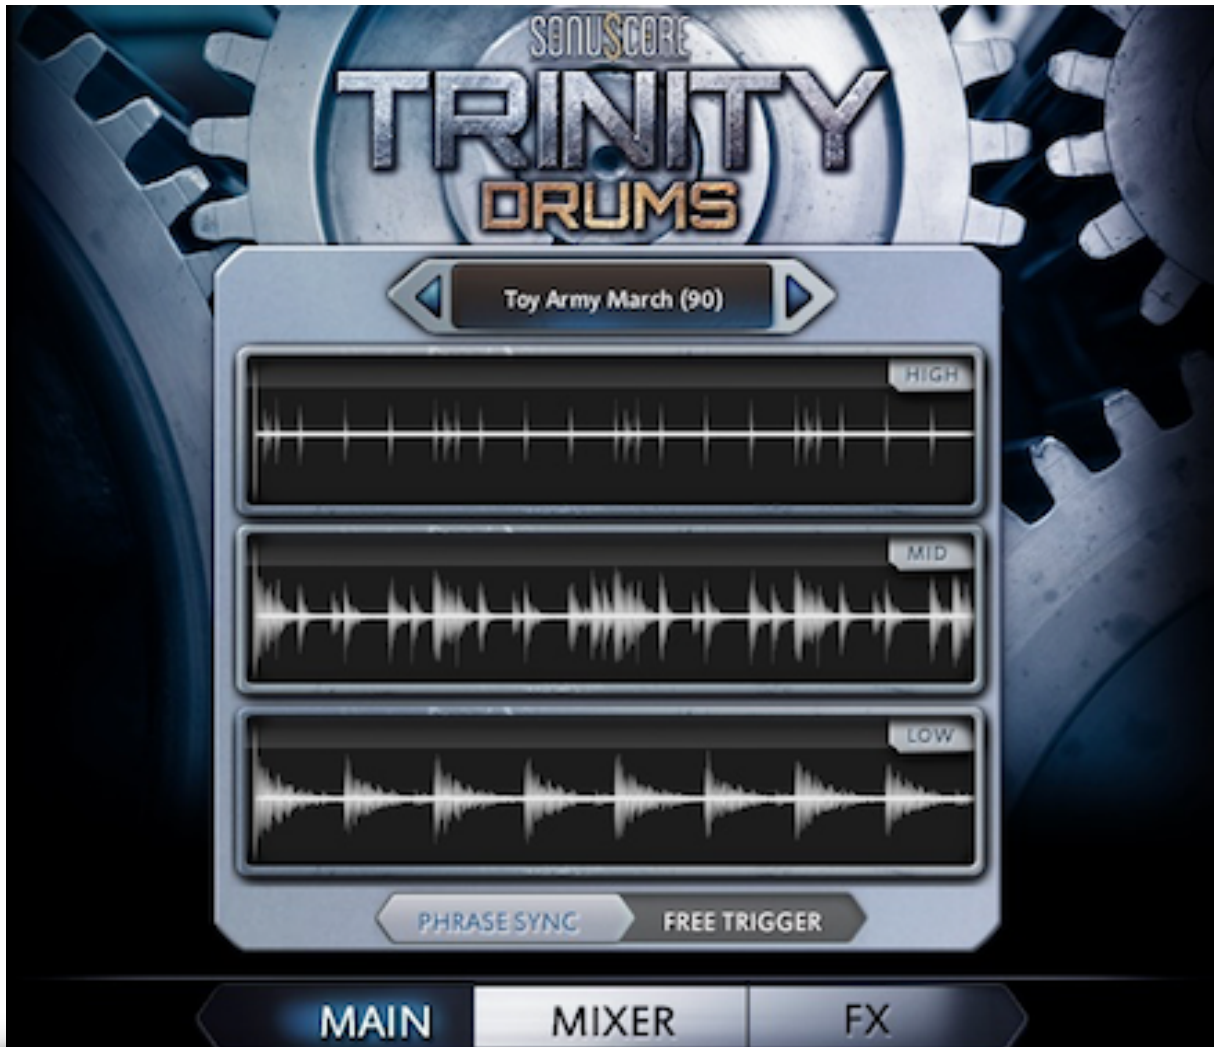 SONUSCORE
TRINITY
DRUMS
Toy Army March (90)
HIGH
MID
LOW
PHRASE SYNC FREE TRIGGER
MAIN MIXER FX